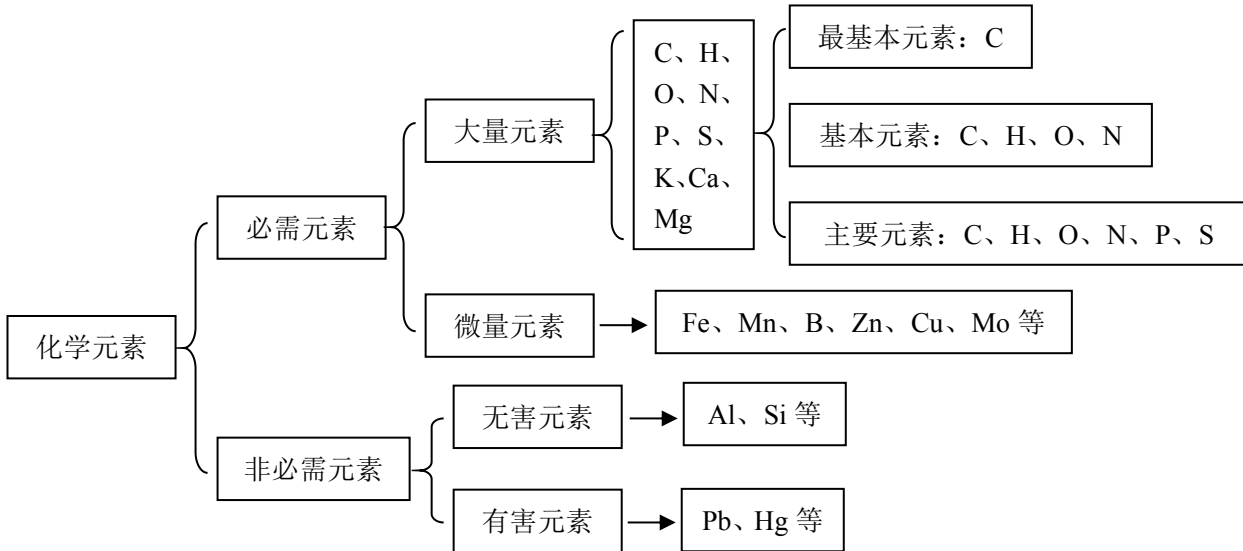 化学元素
必需元素
大量元素
C、H、
O、N、
P、S、
K、Ca、
Mg
最基本元素：C
基本元素：C、H、O、N
主要元素：C、H、O、N、P、S
微量元素
Fe、Mn、B、Zn、Cu、Mo 等
非必需元素
无害元素
Al、Si 等
有害元素
Pb、Hg 等